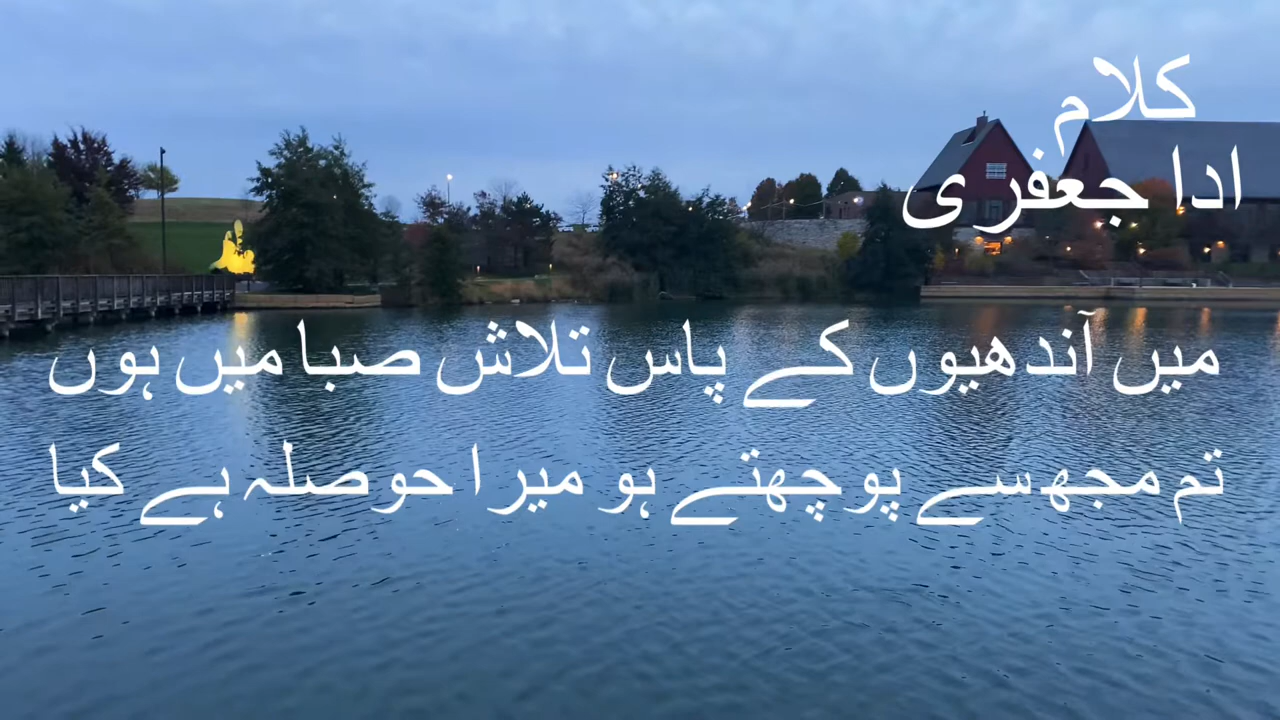 کلام
ادا جعفری
میں آندھیوں کے پاس تلاش صبا میں ہوں
تم مجھ سے پوچھتے ہو میرا حوصلہ ہے کیا